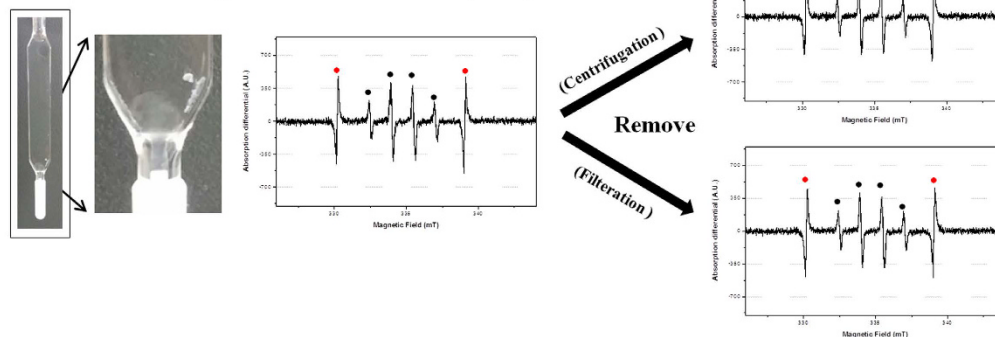 0
-350
-700
330
335
340
Magnetic Field (mT)
Absorption differential (A.U.)
(Centrifugation)
Remove
(Filteration)
700
350
0
-350
-700
330
335
340
Magnetic Field (mT)
Absorption differential (A.U.)
700
350
0
-350
-700
330
335
340
Magnetic Field (mT)
Absorption differential (A.U.)